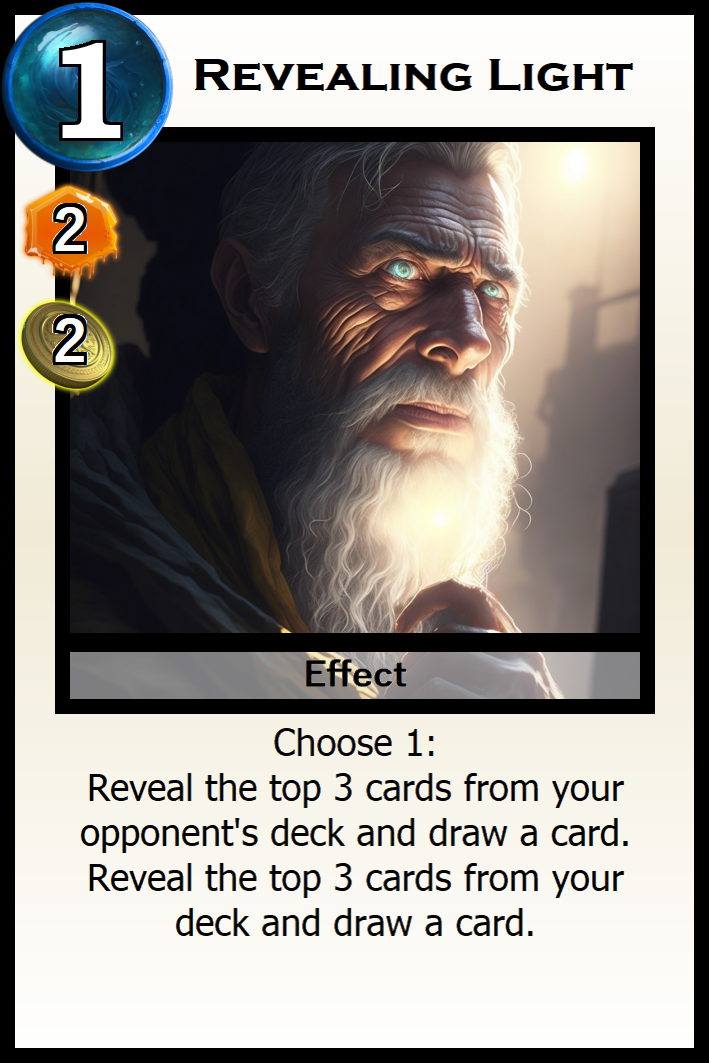 1
Revealing Light
2
2
Effect
Choose 1:
Reveal the top 3 cards from your
opponent's deck and draw a card.
Reveal the top 3 cards from your
deck and draw a card.